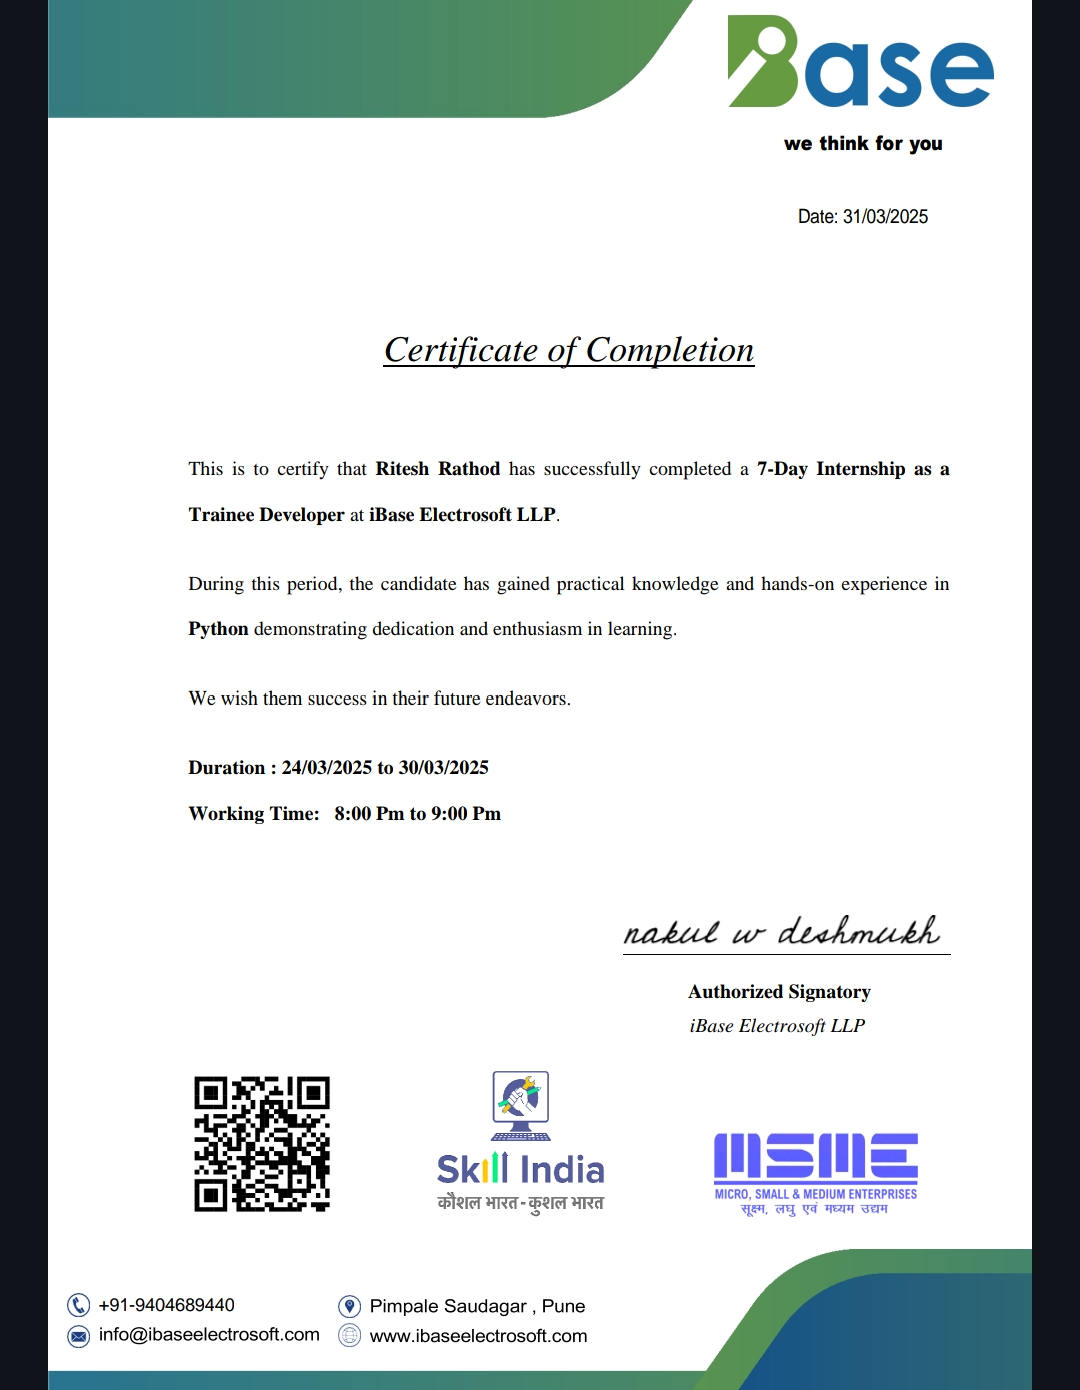 Base
we think for you
Date: 31/03/2025
Certificate of Completion
This is to certify that Ritesh Rathod has successfully completed a 7-Day Internship as a
Trainee Developer at iBase Electrosoft LLP.
During this period, the candidate has gained practical knowledge and hands-on experience in
Python demonstrating dedication and enthusiasm in learning.
We wish them success in their future endeavors.
Duration : 24/03/2025 to 30/03/2025
Working Time: 8:00 Pm to 9:00 Pm
nakul w deshmukh
Authorized Signatory
iBase Electrosoft LLP
Skill India
कौशल भारत - कुशल भारत
MSME
MICRO, SMALL & MEDIUM ENTERPRISES
सूक्ष्म, लघु एवं मध्यम उद्यम
+91-9404689440
Pimpale Saudagar , Pune
info@ibaseelectrosoft.com
www.ibaseelectrosoft.com